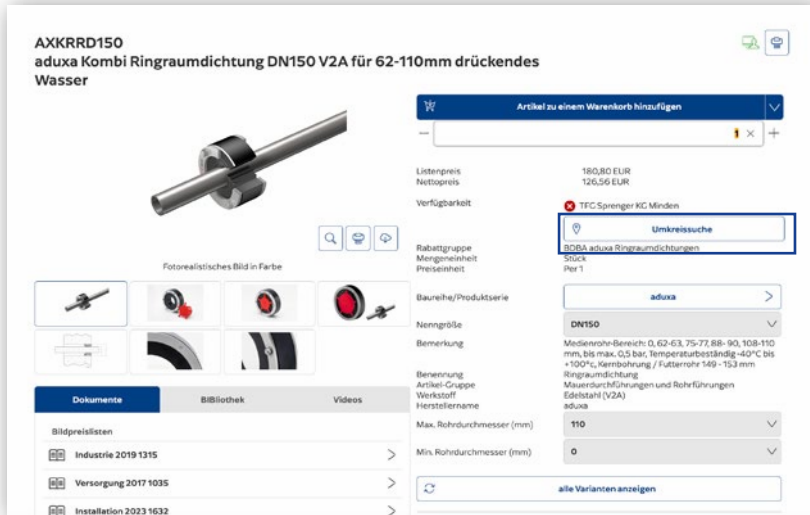 AXKRRD150
aduxa Kombi Ringraumdichtung DN150 V2A für 62-110mm drückendes
Wasser
Fotorealistisches Bild in Farbe
Dokumente
BIBliothek
Videos
Bildpreislisten
Industrie 2019 1315
Versorgung 2017 1035
Installation 2023 1632
Artikel zu einem Warenkorb hinzufügen
1
Listenpreis 180,80 EUR
Nettopreis 126,56 EUR
Verfügbarkeit TFG Sprenger KG Minden
Umkreissuche
Rabattgruppe BDBA aduxa Ringraumdichtungen
Mengeneinheit Stück
Preiseinheit Per 1
Baureihe/Produktserie aduxa
Nenngröße DN150
Bemerkung Medienrohr-Bereich: 0, 62-63, 75-77, 88- 90, 108-110
mm, bis max. 0,5 bar, Temperaturbeständig -40°C bis
+100°c, Kernbohrung / Futterrohr 149 - 153 mm
Benennung Ringraumdichtung
Artikel-Gruppe Mauerdurchführungen und Rohrführungen
Werkstoff Edelstahl (V2A)
Herstellername aduxa
Max. Rohrdurchmesser (mm) 110
Min. Rohrdurchmesser (mm) 0
alle Varianten anzeigen